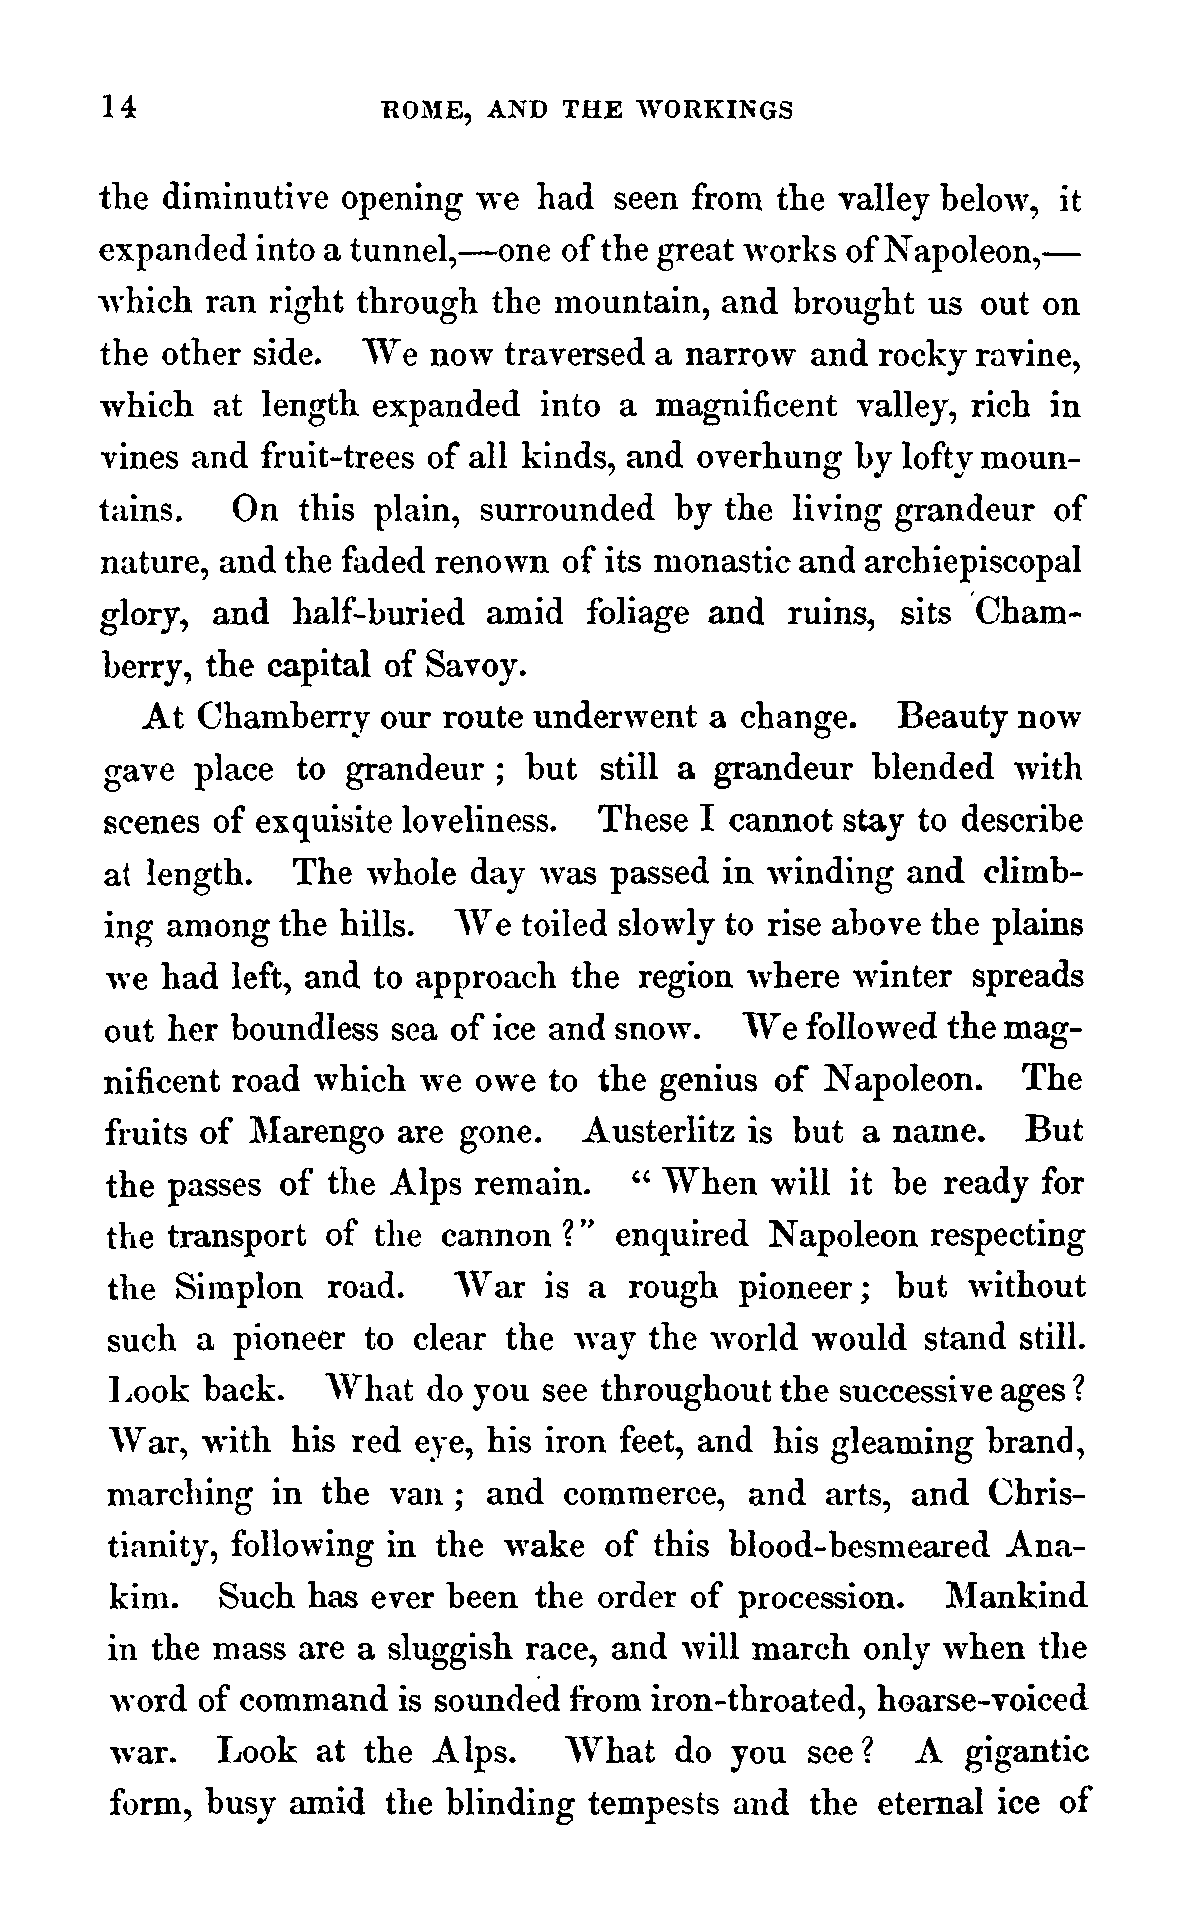 14 ROME, AND THE WORKINGS
the diminutive opening we had seen from the valley below, it
expanded into a tunnel,—one of the great works of Napoleon,—
which ran right through the mountain, and brought us out on
the other side. We now traversed a narrow and rocky ravine,
which at length expanded into a magnificent valley, rich in
vines and fruit-trees of all kinds, and overhung by lofty moun-
tains. On this plain, surrounded by the living grandeur of
nature, and the faded renown of its monastic and archiepiscopal
glory, and half-buried amid foliage and ruins, sits Cham-
berry, the capital of Savoy.
At Chamberry our route underwent a change. Beauty now
gave place to grandeur ; but still a grandeur blended with
scenes of exquisite loveliness. These I cannot stay to describe
at length. The whole day was passed in winding and climb-
ing among the hills. We toiled slowly to rise above the plains
we had left, and to approach the region where winter spreads
out her boundless sea of ice and snow. We followed the mag-
nificent road which we owe to the genius of Napoleon. The
fruits of Marengo are gone. Austerlitz is but a name. But
the passes of the Alps remain. “ When will it be ready for
the transport of the cannon ?” enquired Napoleon respecting
the Simplon road. War is a rough pioneer ; but without
such a pioneer to clear the way the world would stand still.
Look back. What do you see throughout the successive ages ?
War, with his red eye, his iron feet, and his gleaming brand,
marching in the van ; and commerce, and arts, and Chris-
tianity, following in the wake of this blood-besmeared Ana-
kim. Such has ever been the order of procession. Mankind
in the mass are a sluggish race, and will march only when the
word of command is sounded from iron-throated, hoarse-voiced
war. Look at the Alps. What do you see ? A gigantic
form, busy amid the blinding tempests and the eternal ice of